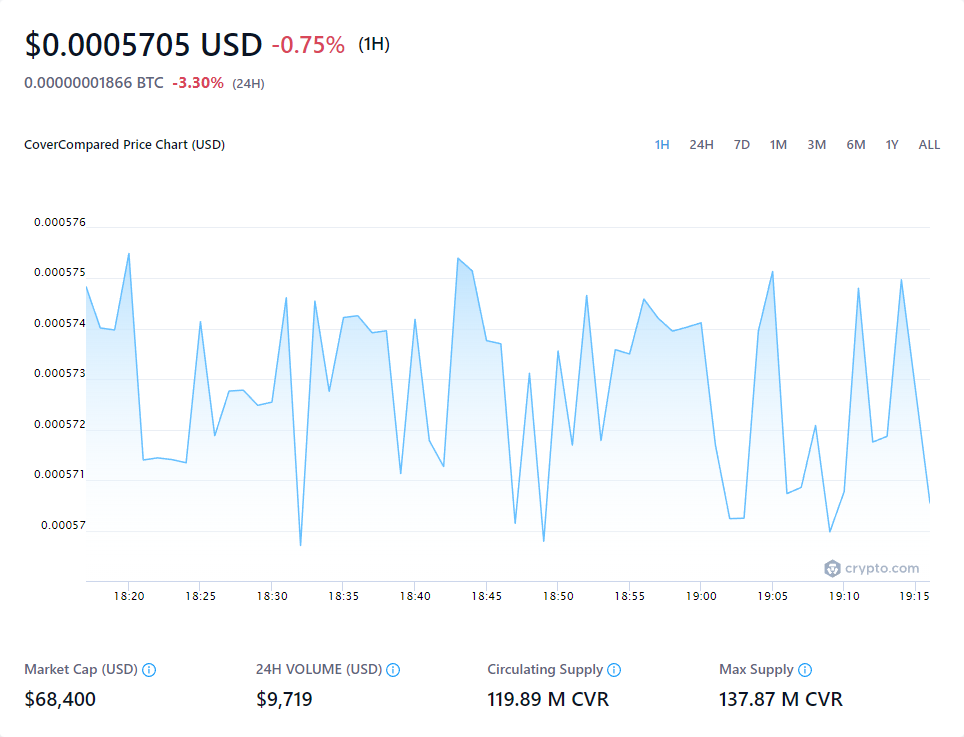 $0.0005705 USD -0.75% (1H)
0.00000001866 BTC -3.30% (24H)
CoverCompared Price Chart (USD) 1H 24H 7D 1M 3M 6M 1Y ALL
0.000576
0.000575
0.000574
0.000573
0.000572
0.000571
0.00057
crypto.com
18:20 18:25 18:30 18:35 18:40 18:45 18:50 18:55 19:00 19:05 19:10 19:15
Market Cap (USD) 24H VOLUME (USD) Circulating Supply Max Supply
$68,400 $9,719 119.89 M CVR 137.87 M CVR